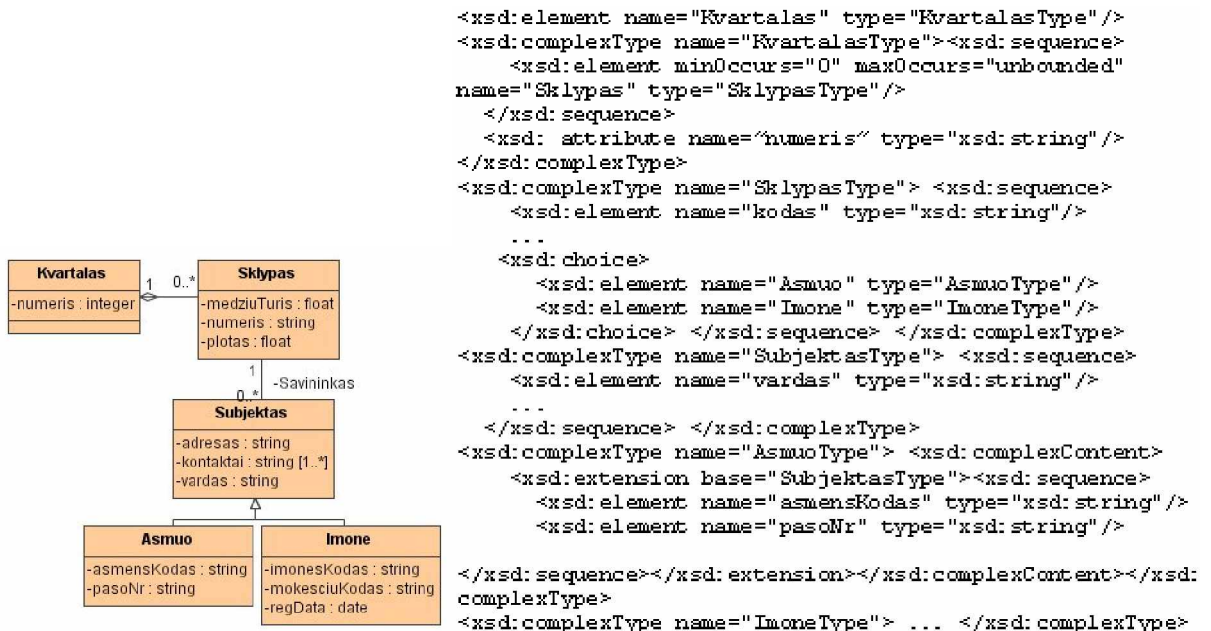 Kvartalas
-numeris : integer
1
0..*
Sklypas
-medziuTuris : float
-numeris : string
-plotas : float
1
-Savininkas
0..*
Subjektas
-adresas : string
-kontaktai : string [1..*]
-vardas : string
Asmuo
-asmensKodas : string
-pasoNr : string
Imone
-imonesKodas : string
-mokesciuKodas : string
-regData : date
<xsd:element name="Kvartalas" type="KvartalasType"/>
<xsd:complexType name="KvartalasType"><xsd:sequence>
<xsd:element minOccurs="0" maxOccurs="unbounded"
name="Sklypas" type="SklypasType"/>
</xsd:sequence>
<xsd: attribute name="numeris" type="xsd:string"/>
</xsd:complexType>
<xsd:complexType name="SklypasType"> <xsd:sequence>
<xsd:element name="kodas" type="xsd:string"/>
...
<xsd:choice>
<xsd:element name="Asmuo" type="AsmuoType"/>
<xsd:element name="Imone" type="ImoneType"/>
</xsd:choice> </xsd:sequence> </xsd:complexType>
<xsd:complexType name="SubjektasType"> <xsd:sequence>
<xsd:element name="vardas" type="xsd:string"/>
...
</xsd:sequence> </xsd:complexType>
<xsd:complexType name="AsmuoType"> <xsd:complexContent>
<xsd:extension base="SubjektasType"><xsd:sequence>
<xsd:element name="asmensKodas" type="xsd:string"/>
<xsd:element name="pasoNr" type="xsd:string"/>
</xsd:sequence></xsd:extension></xsd:complexContent></xsd:
complexType>
<xsd:complexType name="ImoneType"> ... </xsd:complexType>